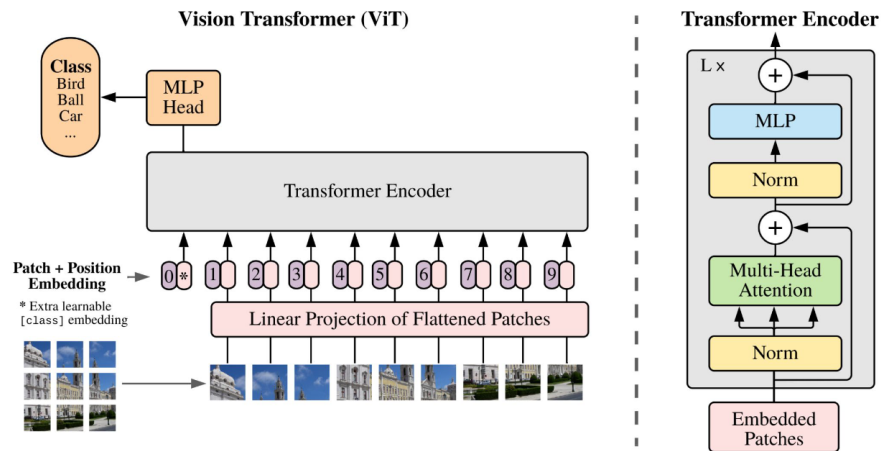 Vision Transformer (ViT)
Class
Bird
Ball
Car
...
MLP
Head
Transformer Encoder
Patch + Position
Embedding
0 * 1 2 3 4 5 6 7 8 9
* Extra learnable
[class] embedding
Linear Projection of Flattened Patches
Transformer Encoder
L ×
+
MLP
Norm
+
Multi-Head
Attention
Norm
Embedded
Patches